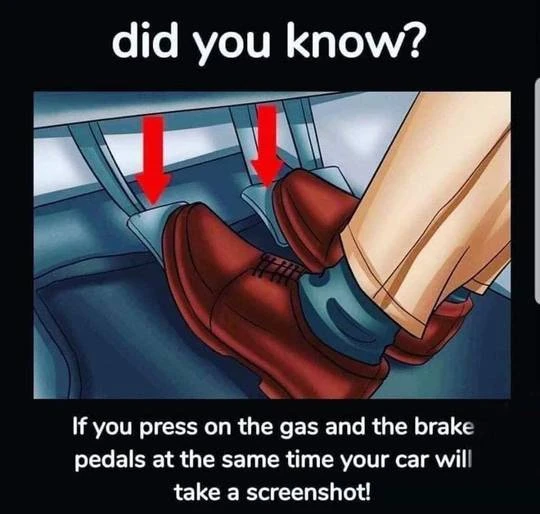 did you know?
If you press on the gas and the brake
pedals at the same time your car will
take a screenshot!